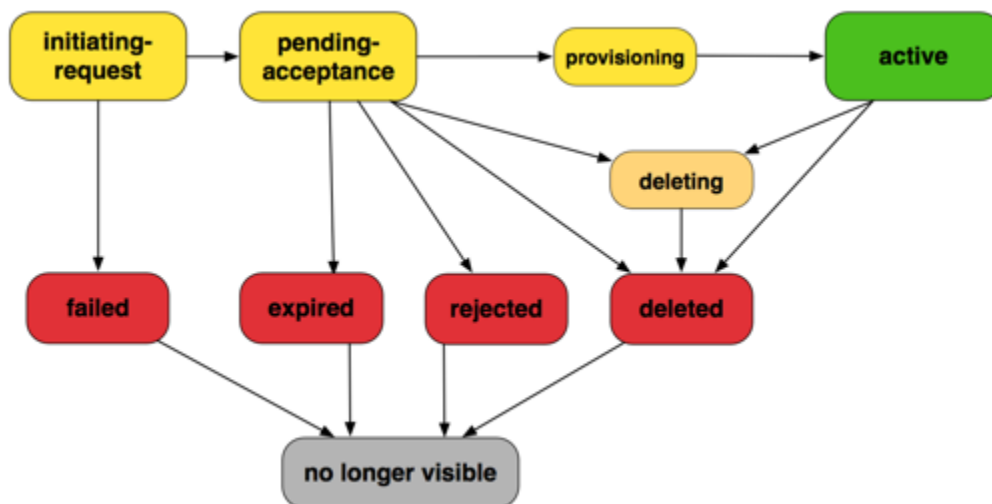 initiating-
request
pending-
acceptance
provisioning
active
deleting
failed
expired
rejected
deleted
no longer visible